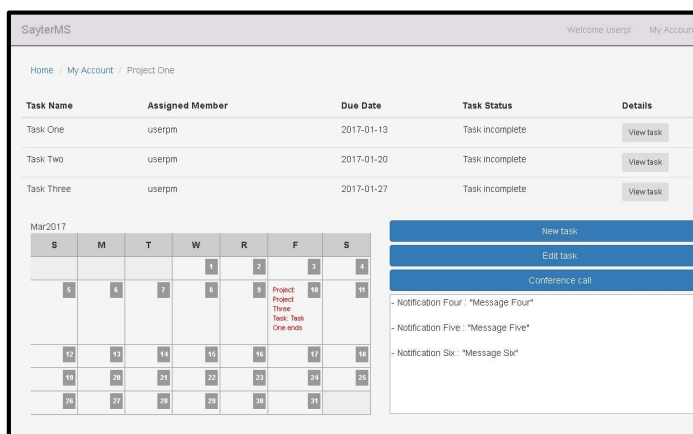 SayterMS Welcome userpl My Accoun
Home / My Account / Project One
Task Name Assigned Member Due Date Task Status Details
Task One userpm 2017-01-13 Task incomplete View task
Task Two userpm 2017-01-20 Task incomplete View task
Task Three userpm 2017-01-27 Task incomplete View task
Mar2017
S M T W R F S
1 2 3 4
5 6 7 8 9 10 11
Project:
Project
Three
Task: Task
One ends
12 13 14 15 16 17 18
19 20 21 22 23 24 25
26 27 28 29 30 31
New task
Edit task
Conference call
- Notification Four : "Message Four"
- Notification Five : "Message Five"
- Notification Six : "Message Six"